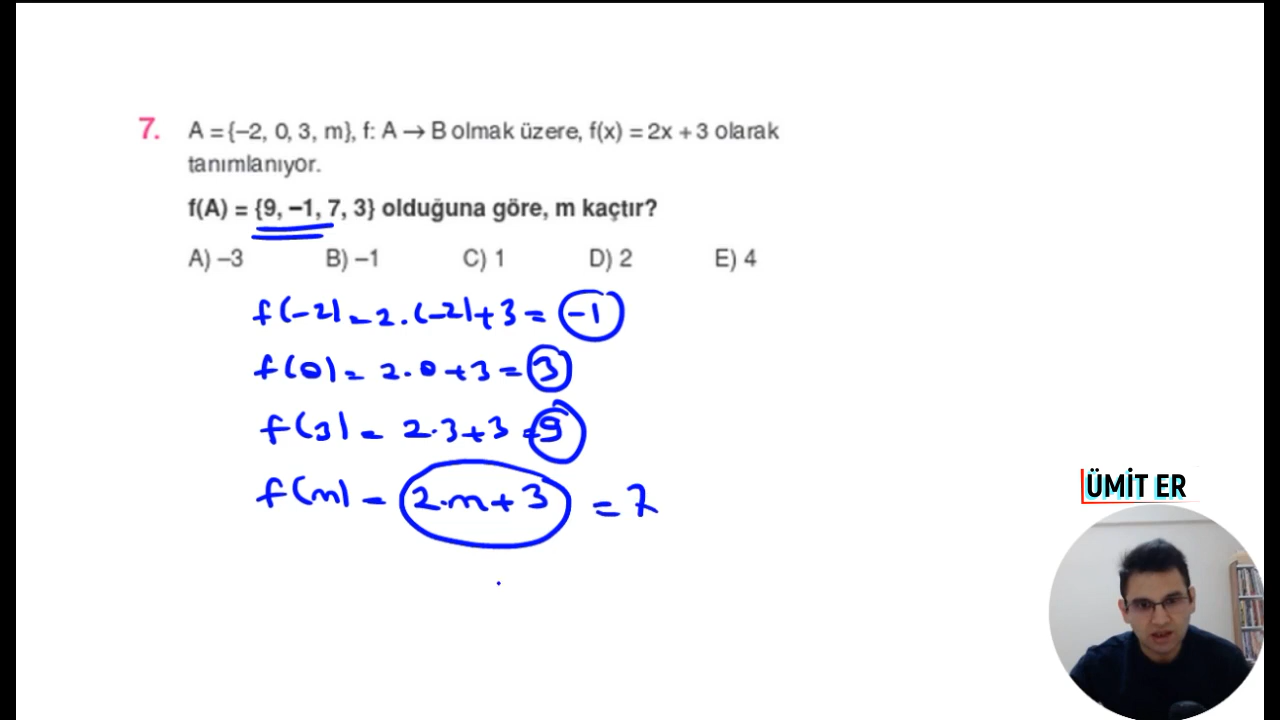 7. A = {–2, 0, 3, m}, f: A → B olmak üzere, f(x) = 2x + 3 olarak
tanımlanıyor.
f(A) = {9, –1, 7, 3} olduğuna göre, m kaçtır?
A) –3 B) –1 C) 1 D) 2 E) 4
f(-2) = 2.(-2)+3 = -1
f(0) = 2.0+3 = 3
f(3) = 2.3+3 = 9
f(m) = 2.m+3 = 7
ÜMİT ER